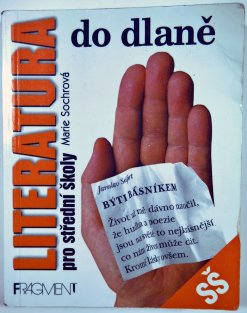 do dlaně
LITERATURA
pro střední školy
Marie Sochrová
Jaroslav Seifert
BÝTI BÁSNÍKEM
Život už mě dávno naučil,
že hudba a poezie
jsou na světě to nejkrásnější
co nám život může dát.
Kromě lásky ovšem.
FRAGMENT
SŠ